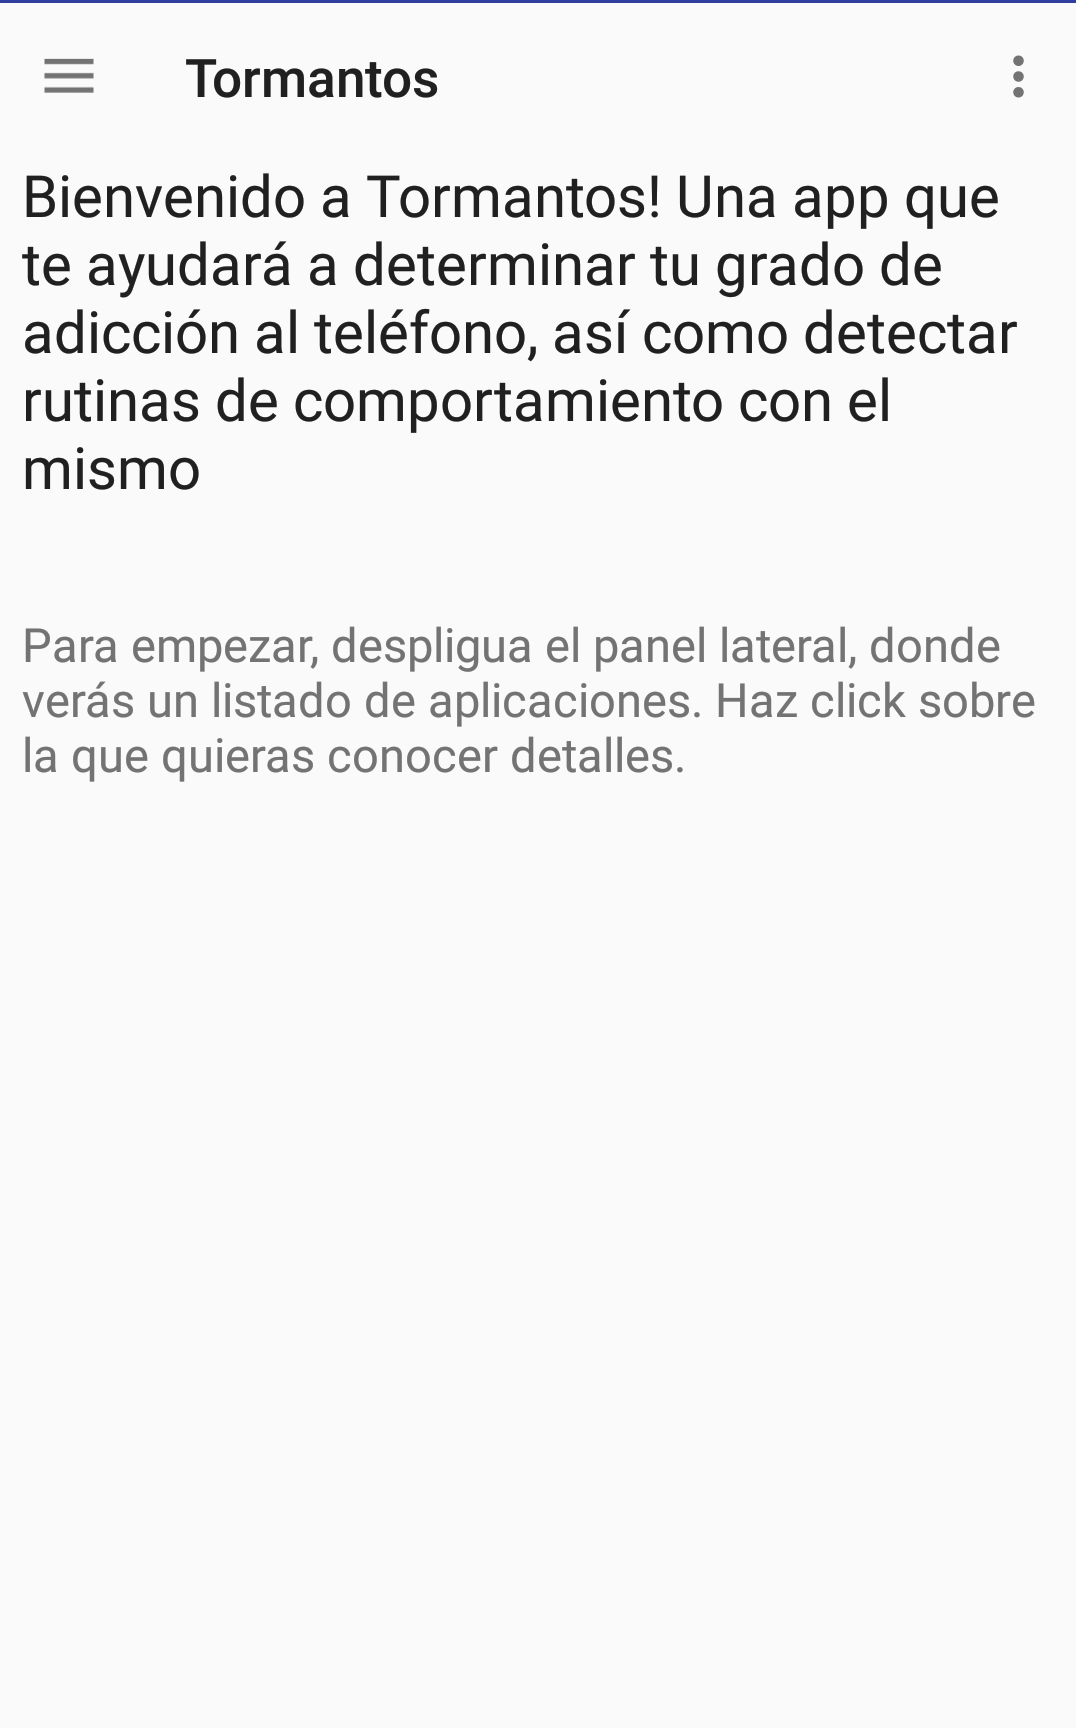 Tormantos
Bienvenido a Tormantos! Una app que
te ayudará a determinar tu grado de
adicción al teléfono, así como detectar
rutinas de comportamiento con el
mismo
Para empezar, despligua el panel lateral, donde
verás un listado de aplicaciones. Haz click sobre
la que quieras conocer detalles.